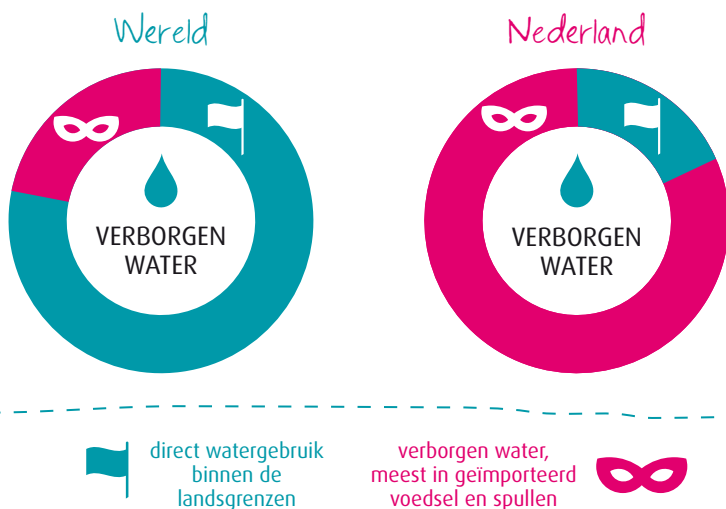 Wereld
Nederland
VERBORGEN
WATER
VERBORGEN
WATER
direct watergebruik
binnen de
landsgrenzen
verborgen water,
meest in geïmporteerd
voedsel en spullen